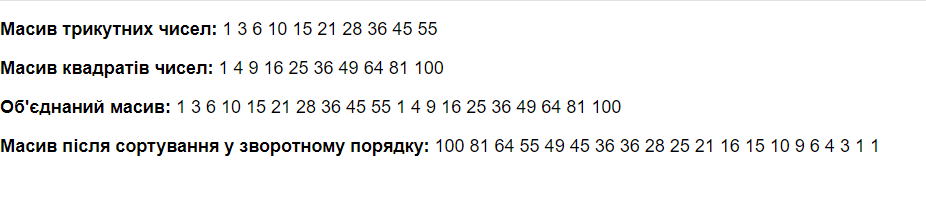 Масив трикутних чисел: 1 3 6 10 15 21 28 36 45 55
Масив квадратів чисел: 1 4 9 16 25 36 49 64 81 100
Об'єднаний масив: 1 3 6 10 15 21 28 36 45 55 1 4 9 16 25 36 49 64 81 100
Масив після сортування у зворотному порядку: 100 81 64 55 49 45 36 36 28 25 21 16 15 10 9 6 4 3 1 1